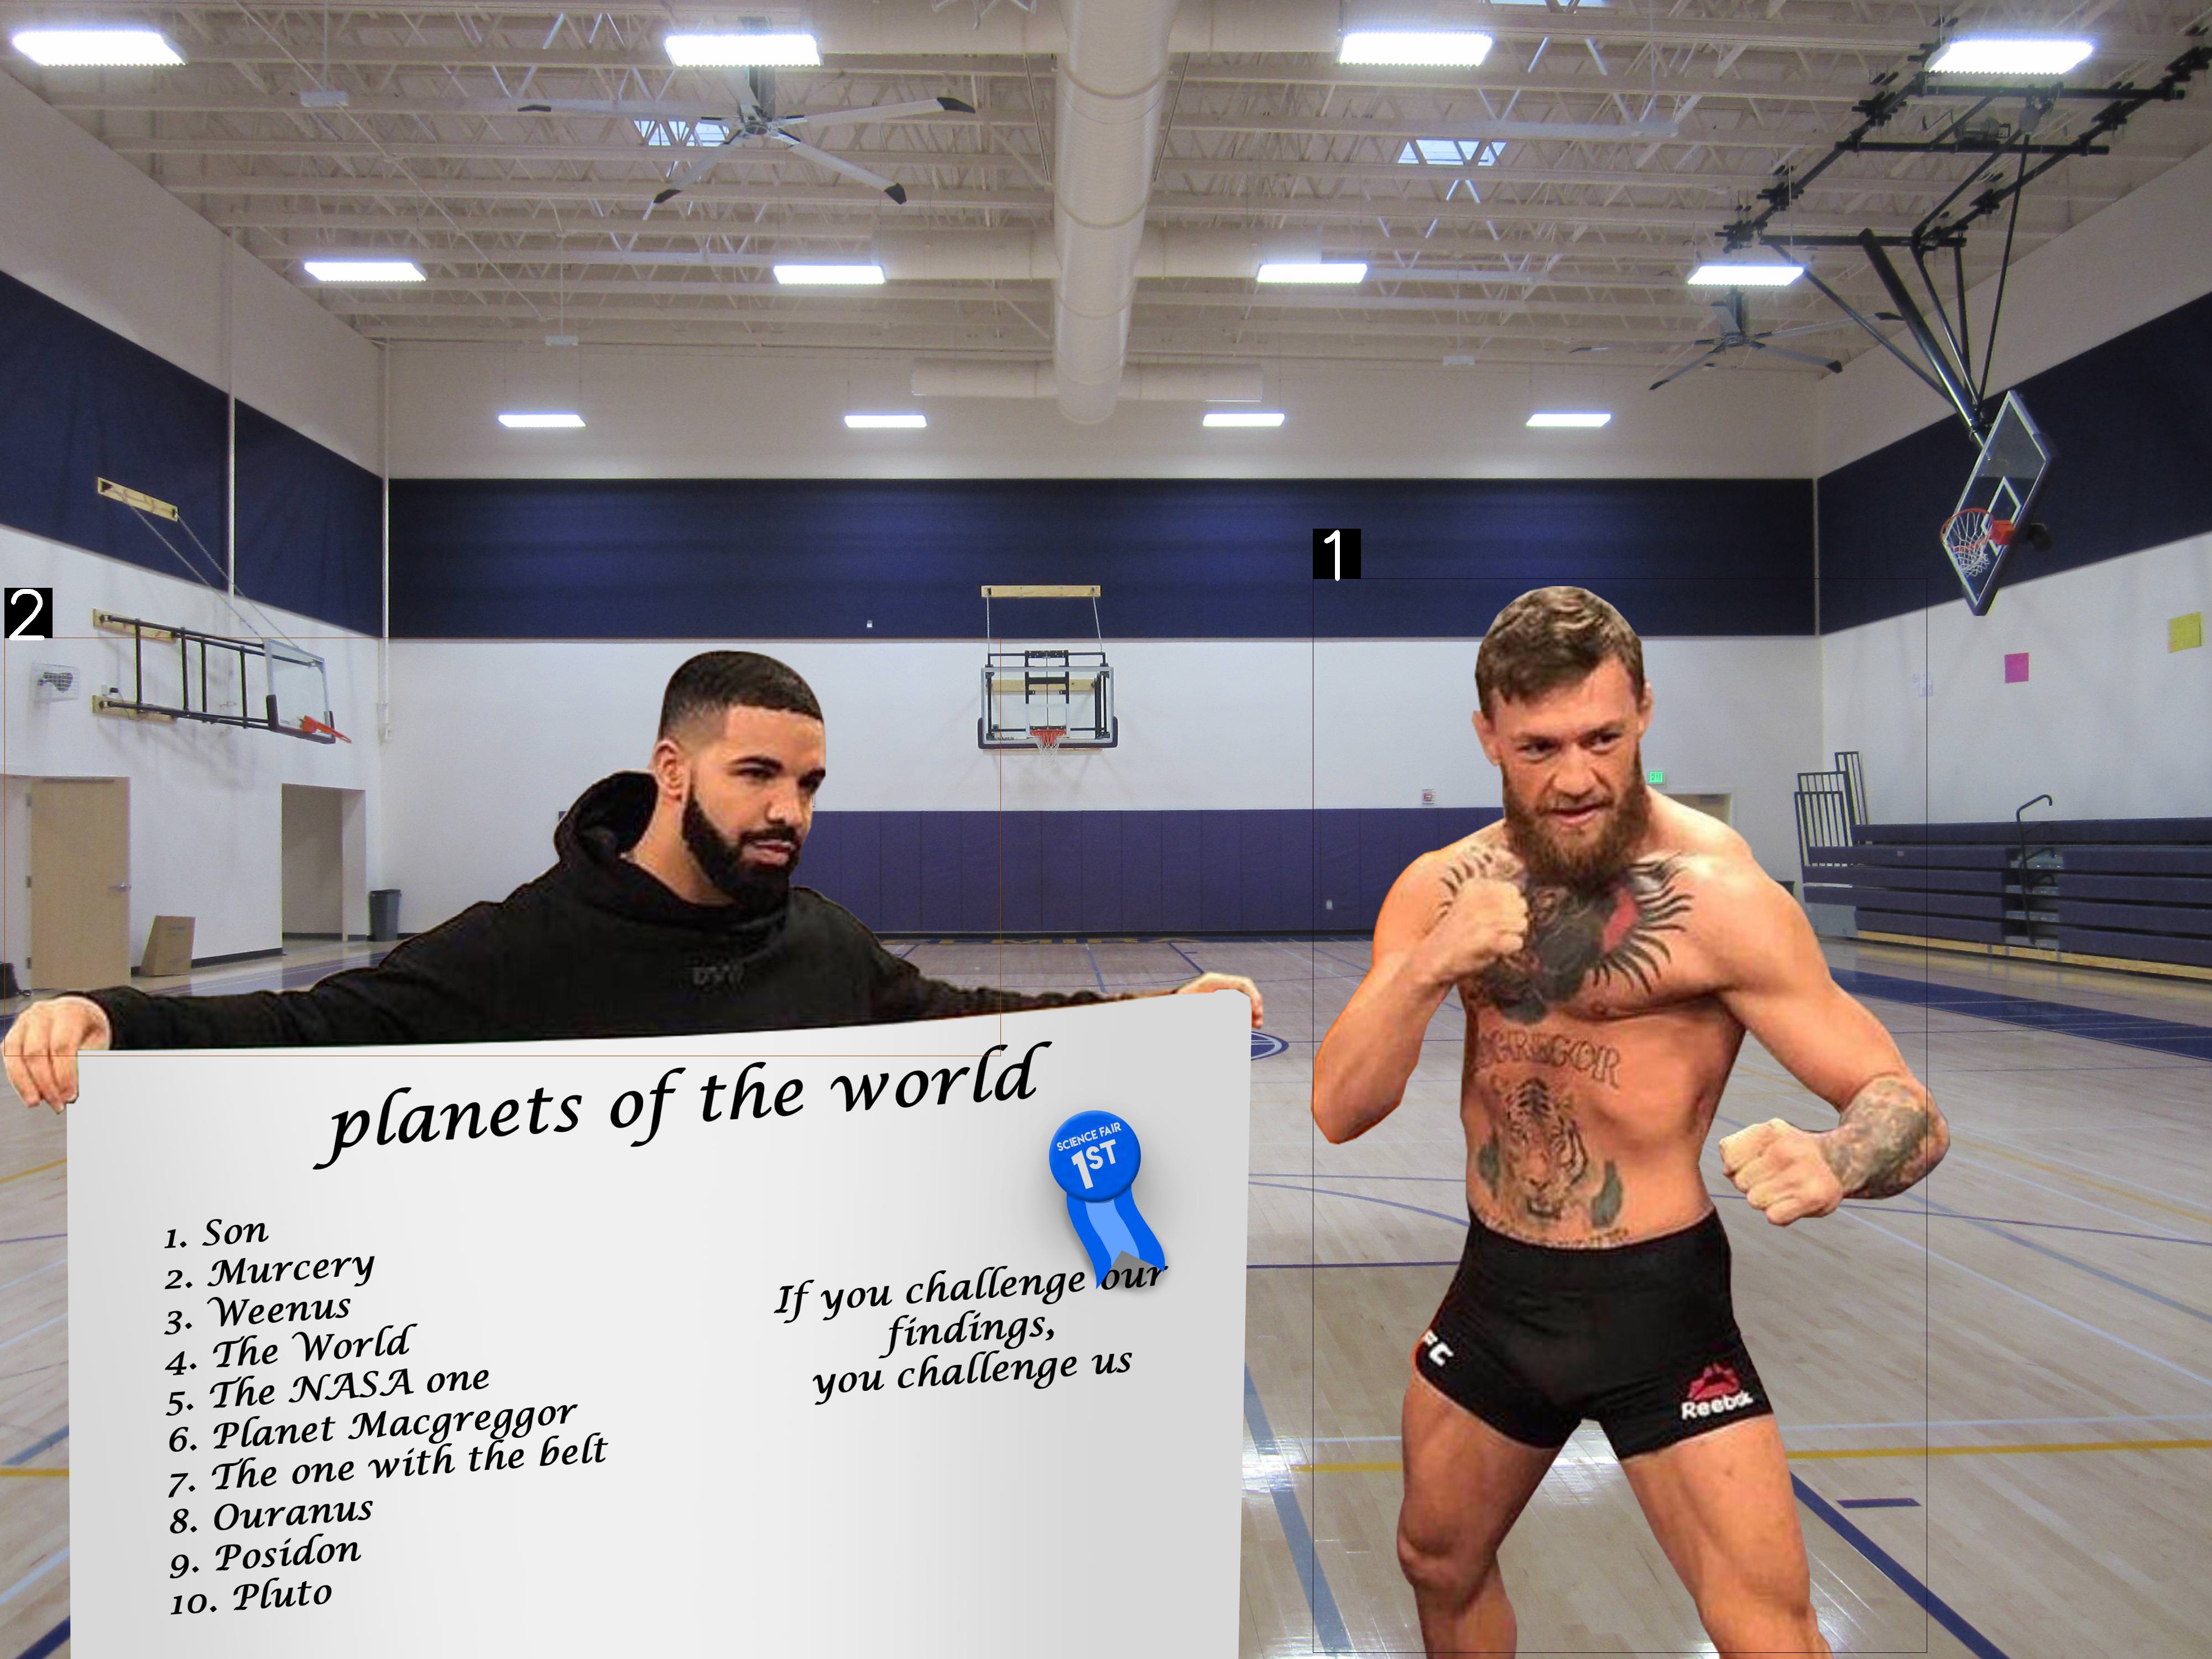 2
1
planets of the world
SCIENCE FAIR
1ST
1. Son
2. Murcery
3. Weenus
4. The World
5. The NASA one
6. Planet Macgreggor
7. The one with the belt
8. Ouranus
9. Posidon
10. Pluto
If you challenge our
findings,
you challenge us
EXIT
GREGOR
FC
Reebok